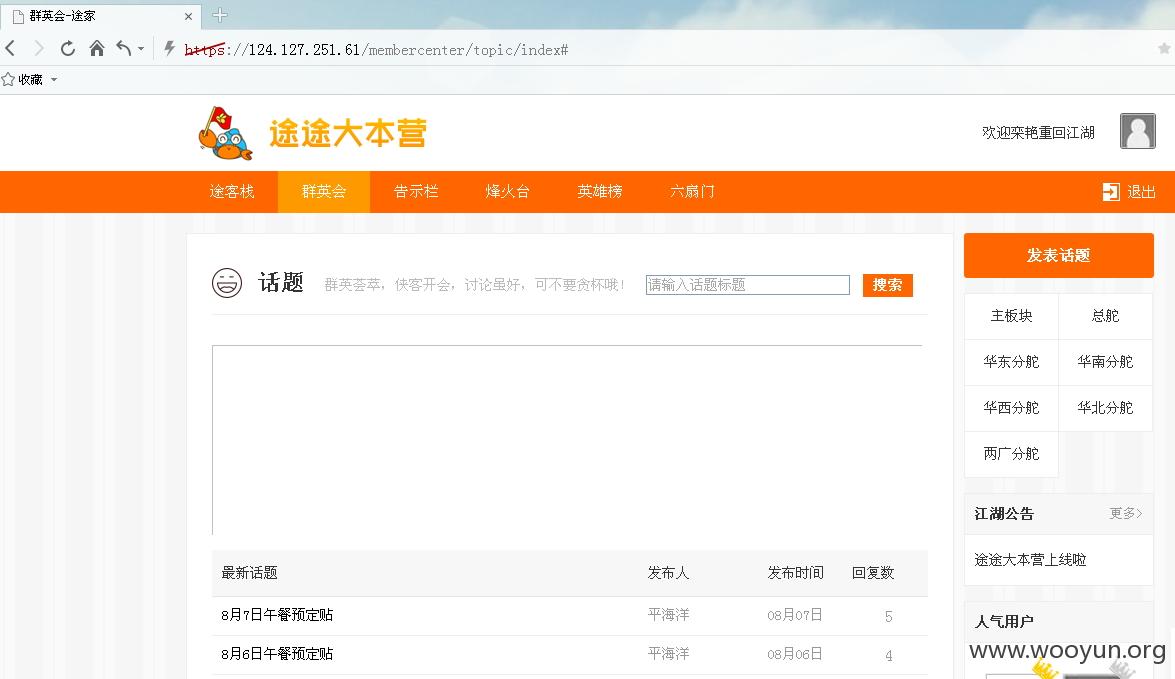 群英会-途家
https://124.127.251.61/membercenter/topic/index#
收藏
途途大本营
欢迎栾艳重回江湖
途客栈 群英会 告示栏 烽火台 英雄榜 六扇门 退出
话题 群英荟萃，侠客开会，讨论虽好，可不要贪杯哦！ 请输入话题标题 搜索
发表话题
主板块 总舵
华东分舵 华南分舵
华西分舵 华北分舵
两广分舵
江湖公告 更多>
途途大本营上线啦
最新话题 发布人 发布时间 回复数
8月7日午餐预定贴 平海洋 08月07日 5
8月6日午餐预定贴 平海洋 08月06日 4
人气用户
www.wooyun.org